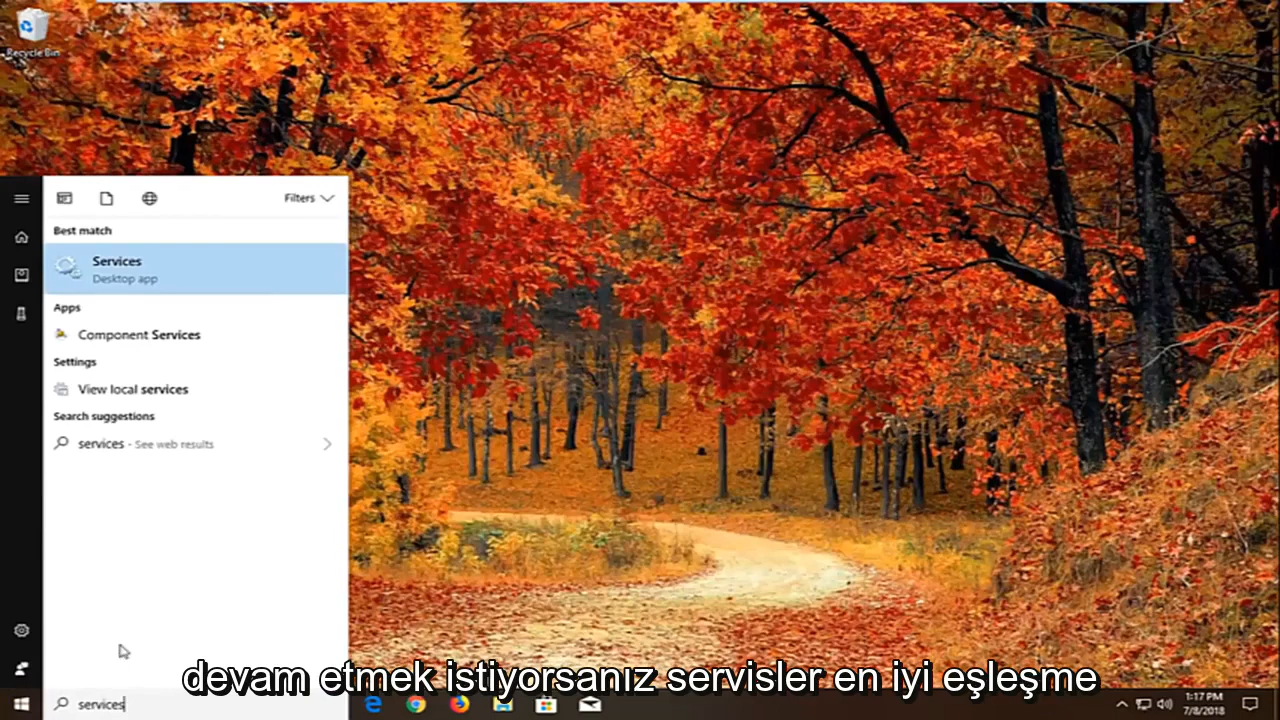 Recycle Bin
Filters
Best match
Services
Desktop app
Apps
Component Services
Settings
View local services
Search suggestions
services - See web results
devam etmek istiyorsanız servisler en iyi eşleşme
services
1:17 PM
7/8/2018